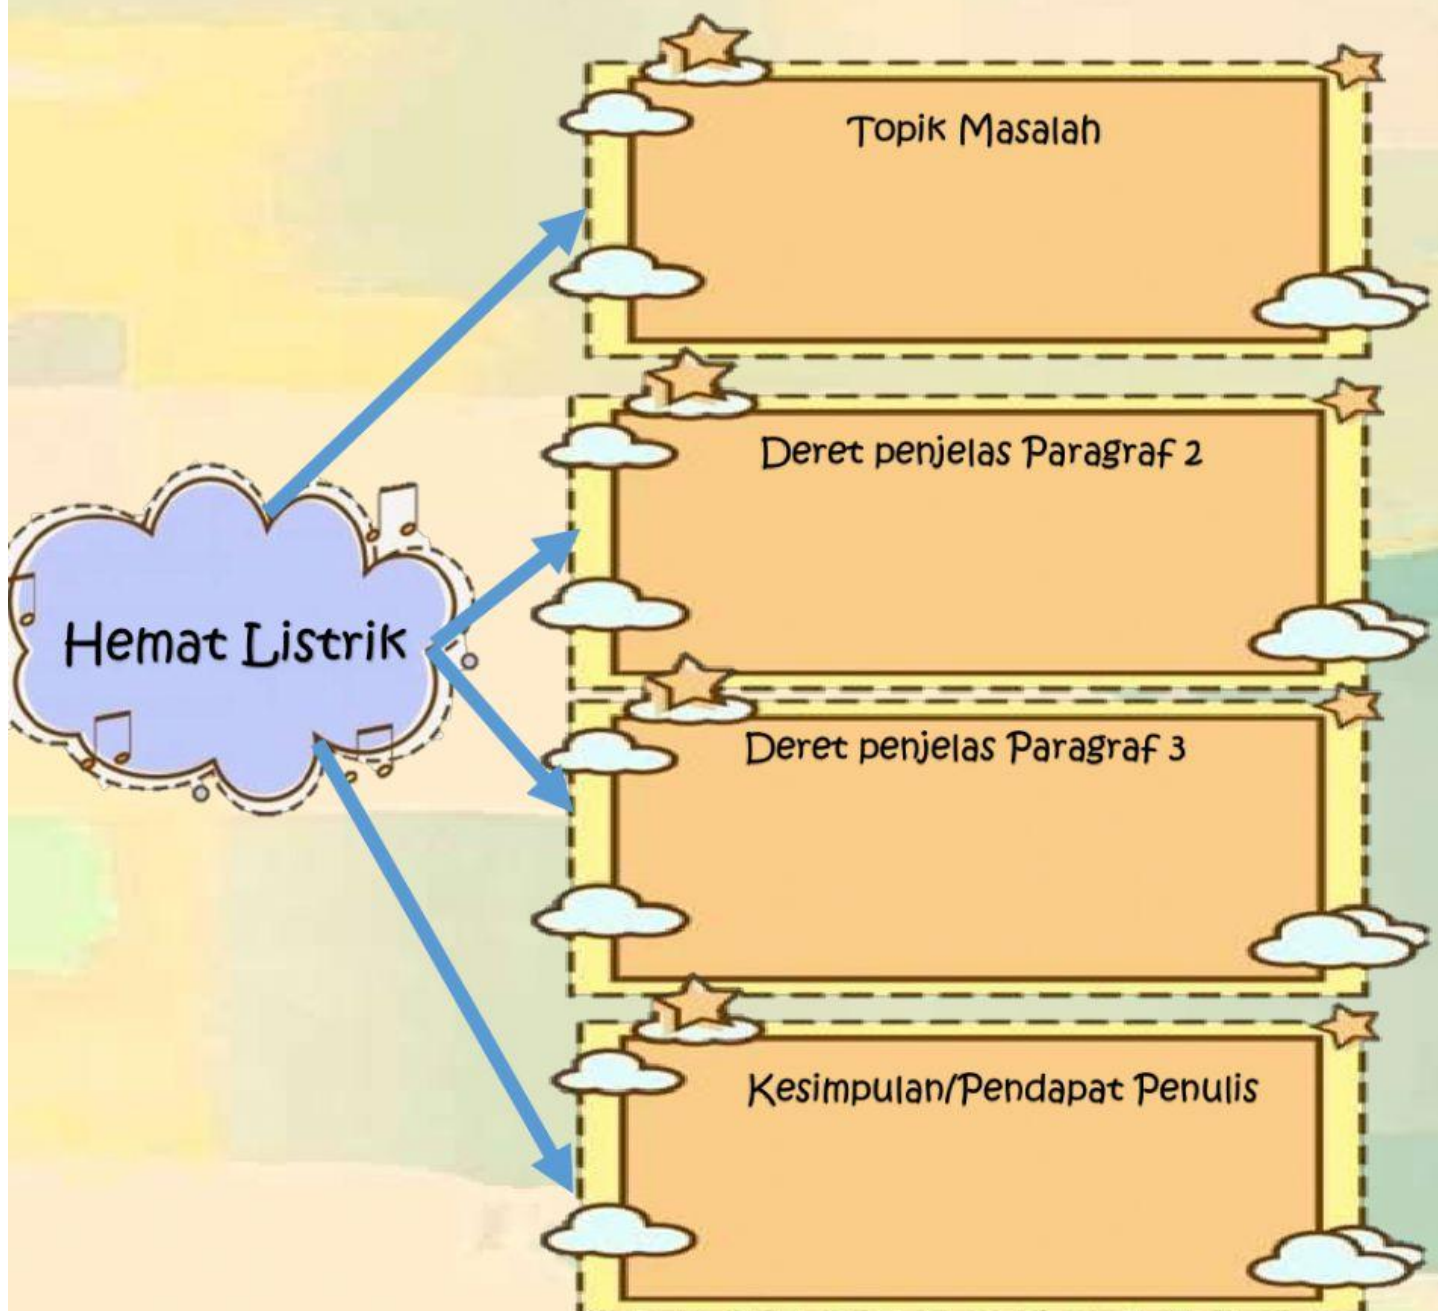 Topik Masalah
Deret penjelas Paragraf 2
Hemat Listrik
Deret penjelas Paragraf 3
Kesimpulan/Pendapat Penulis